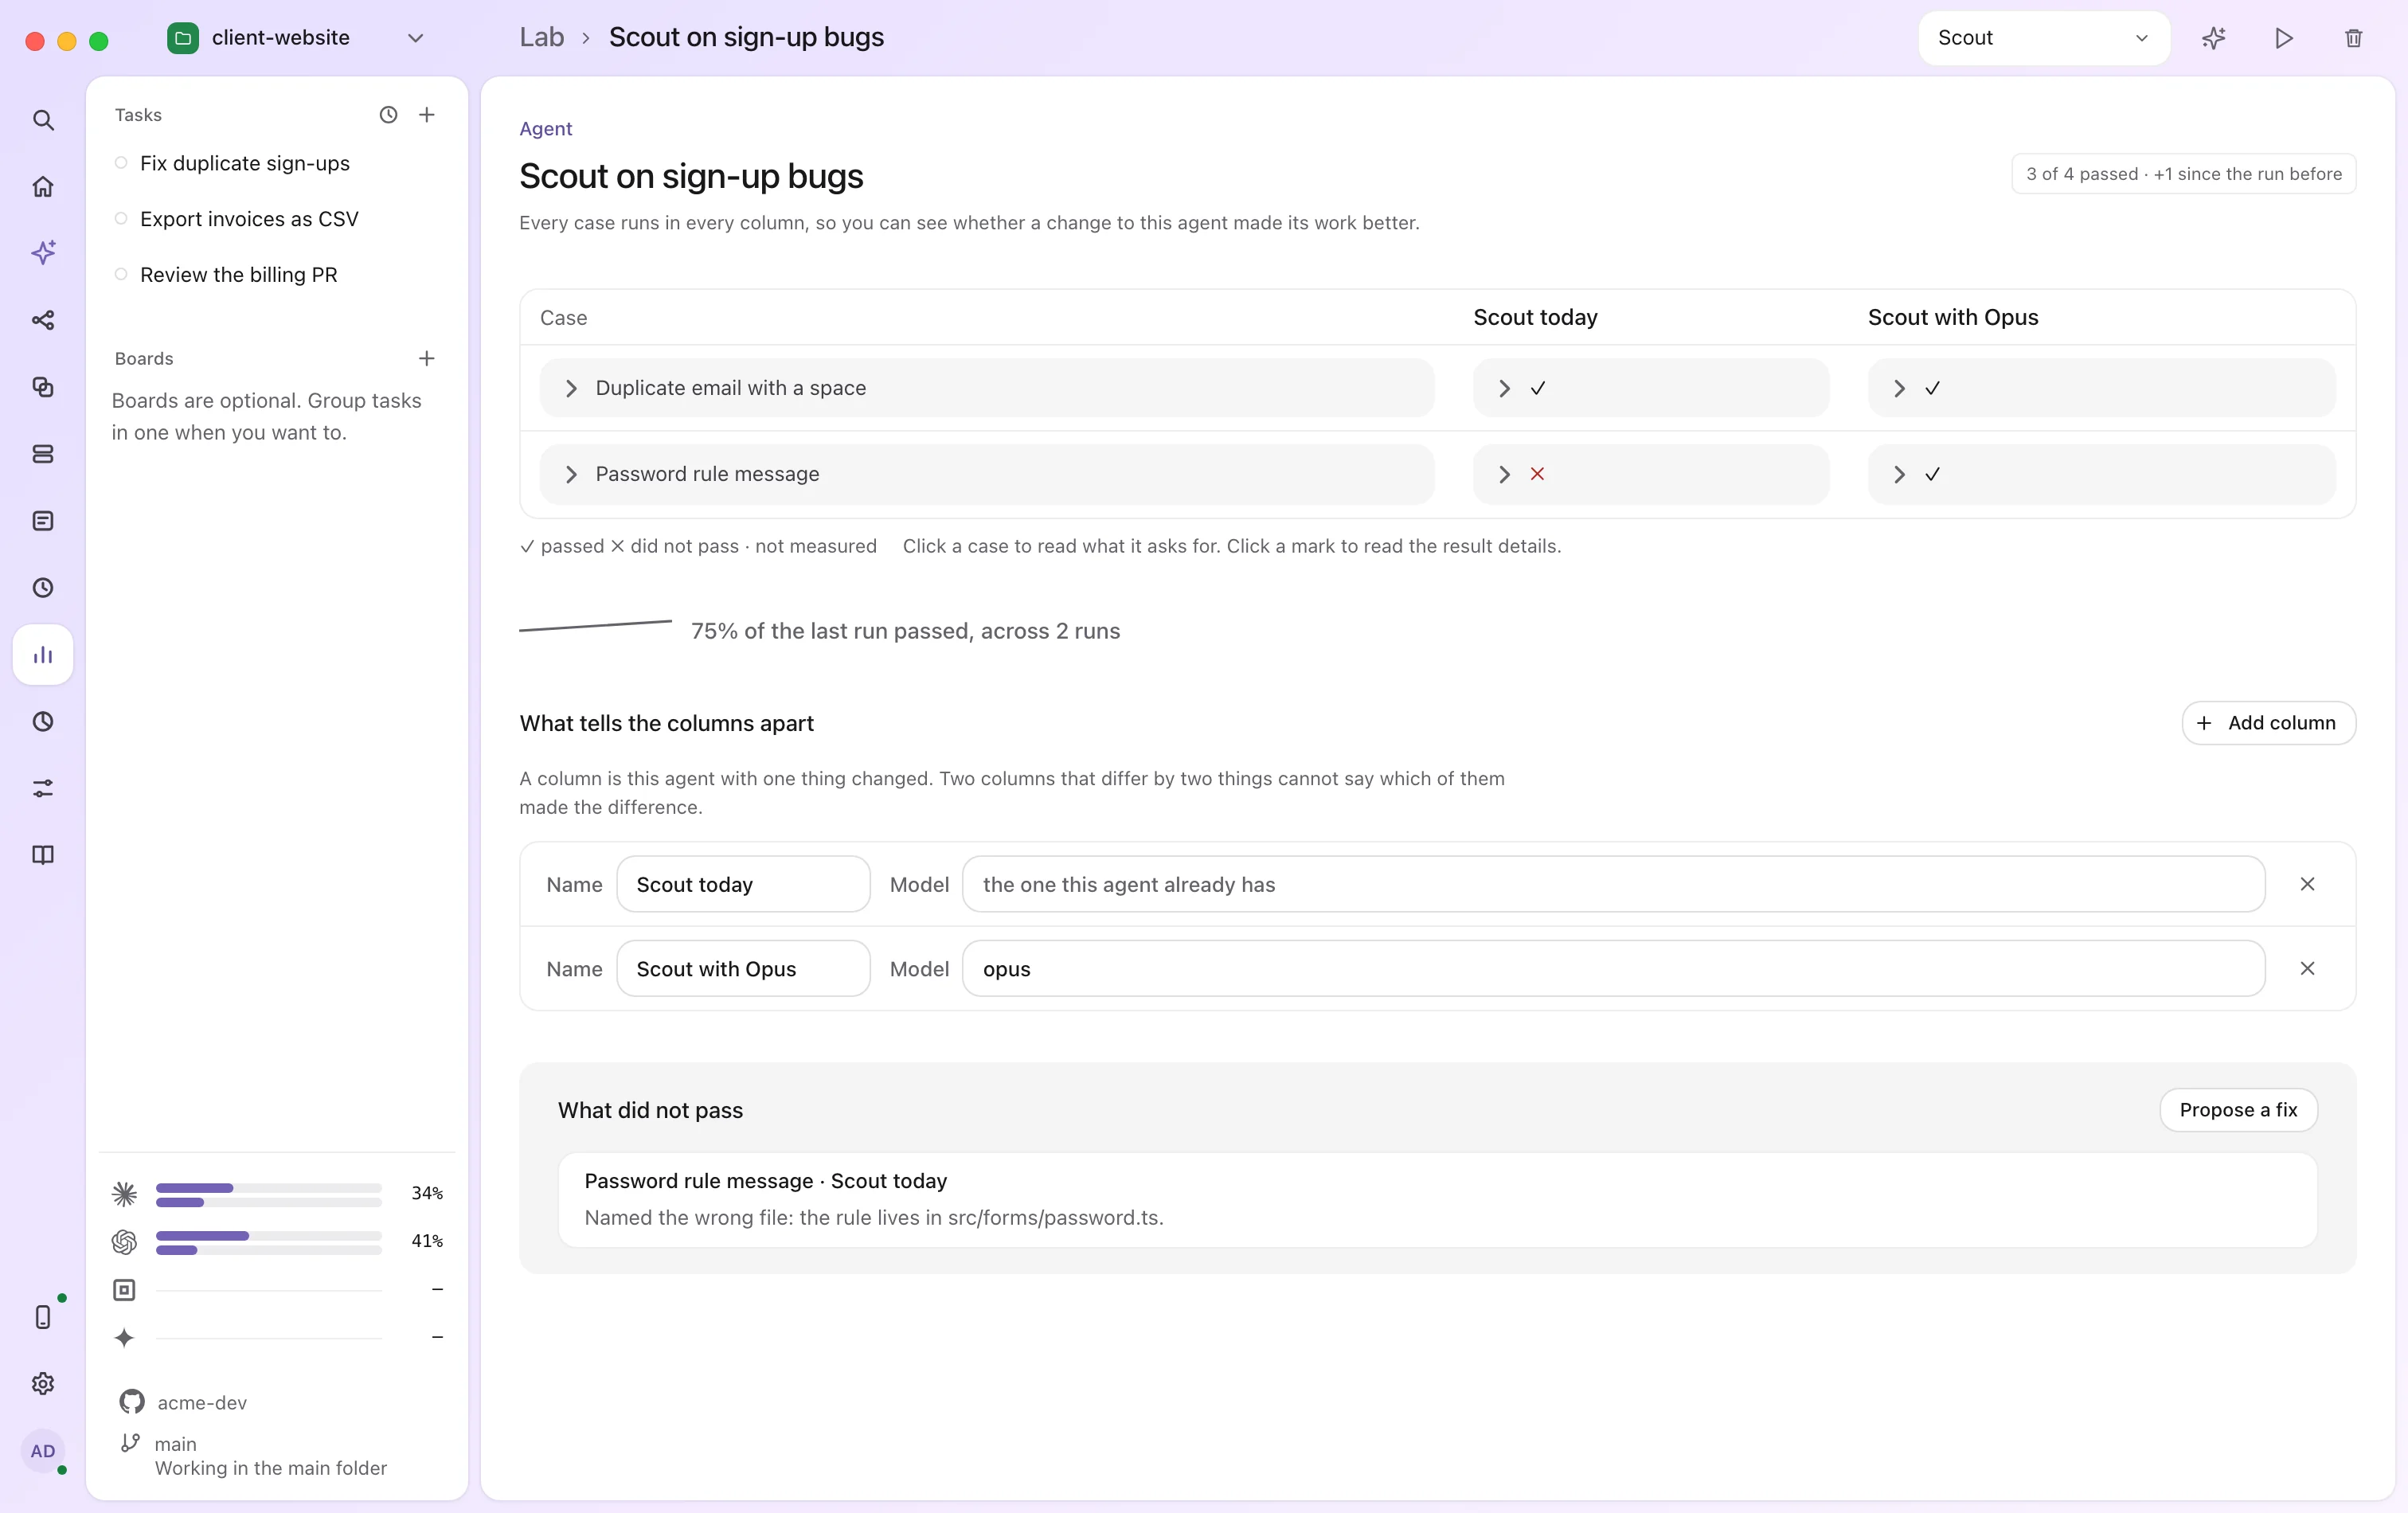 client-website
Lab › Scout on sign-up bugs
Scout
Tasks
Fix duplicate sign-ups
Export invoices as CSV
Review the billing PR
Boards
Boards are optional. Group tasks
in one when you want to.
34%
41%
–
–
acme-dev
main
Working in the main folder
AD
Agent
Scout on sign-up bugs
3 of 4 passed · +1 since the run before
Every case runs in every column, so you can see whether a change to this agent made its work better.
Case Scout today Scout with Opus
Duplicate email with a space ✓ ✓
Password rule message ✕ ✓
✓ passed ✕ did not pass · not measured Click a case to read what it asks for. Click a mark to read the result details.
75% of the last run passed, across 2 runs
What tells the columns apart
+ Add column
A column is this agent with one thing changed. Two columns that differ by two things cannot say which of them
made the difference.
Name Scout today Model the one this agent already has
Name Scout with Opus Model opus
What did not pass
Propose a fix
Password rule message · Scout today
Named the wrong file: the rule lives in src/forms/password.ts.